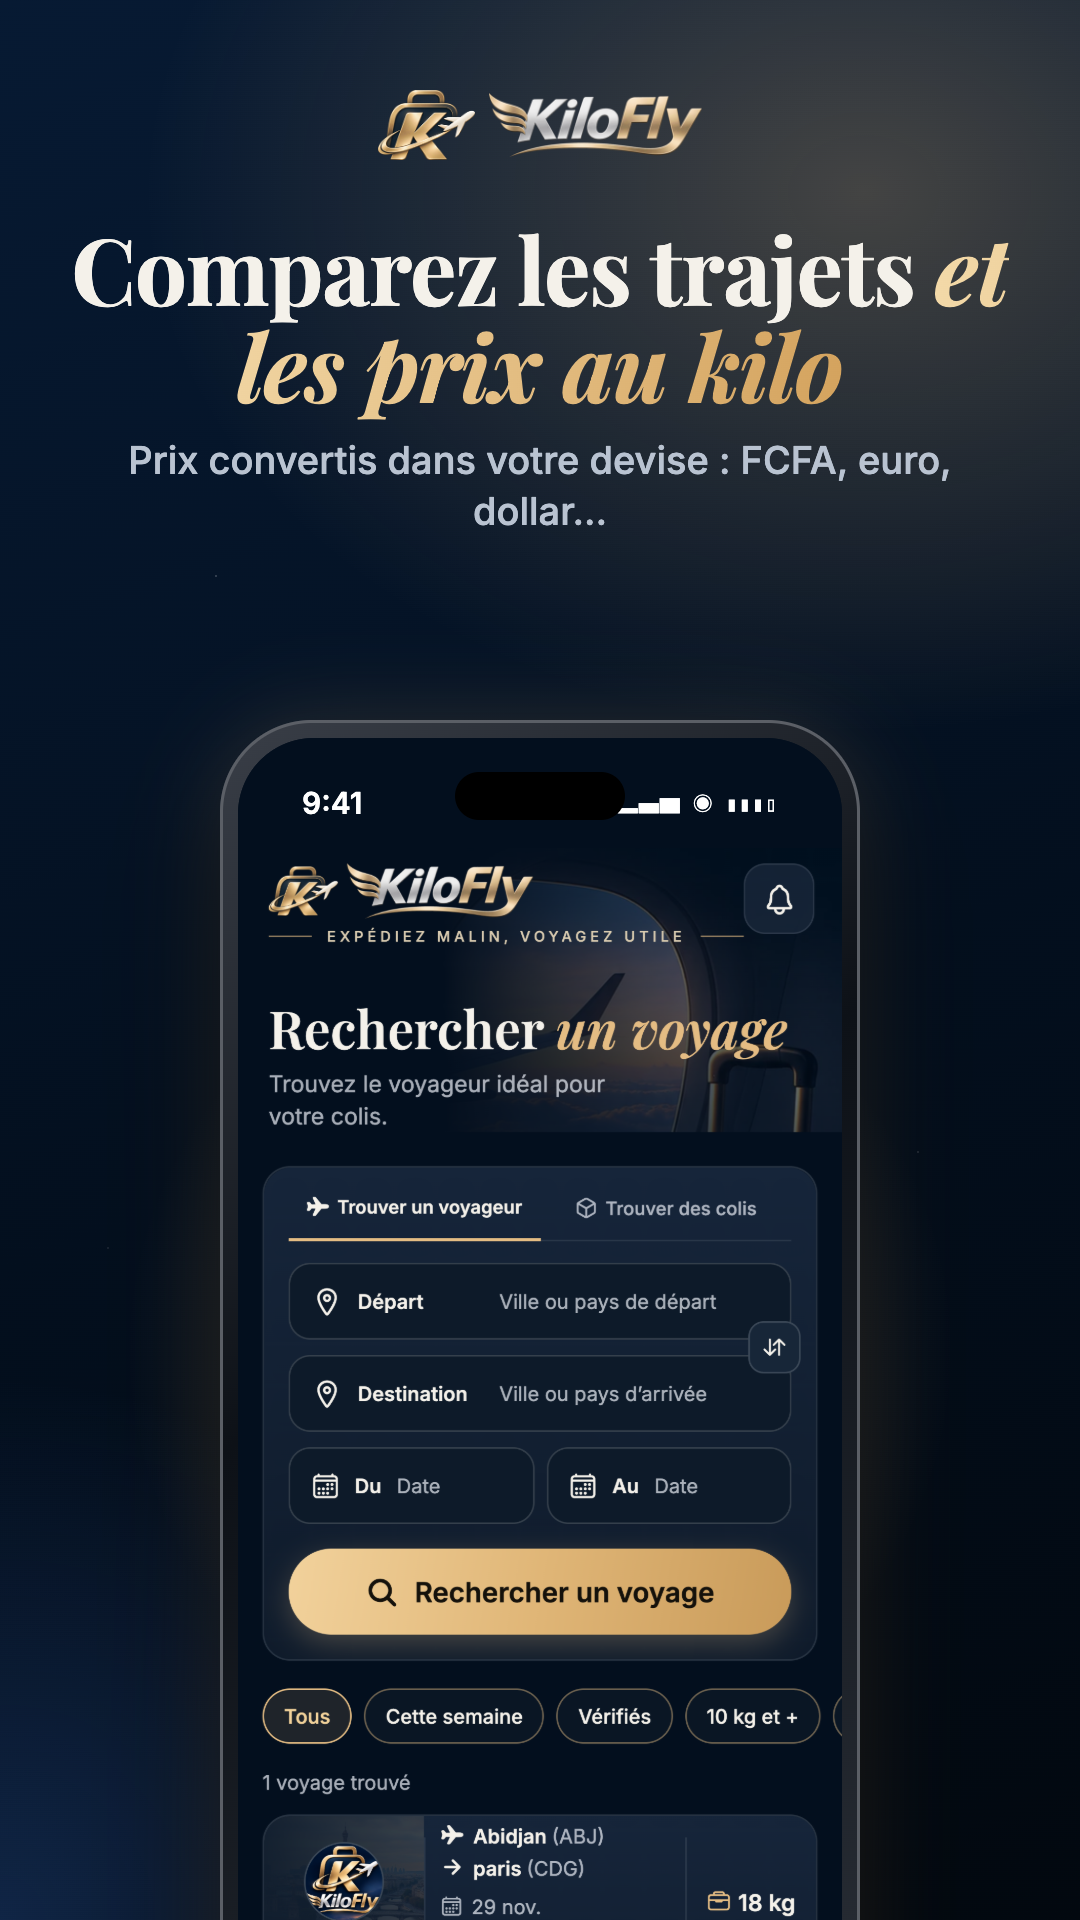 KiloFly
Comparez les trajets et
les prix au kilo
Prix convertis dans votre devise : FCFA, euro,
dollar...
9:41
KiloFly
EXPÉDIEZ MALIN, VOYAGEZ UTILE
Rechercher un voyage
Trouvez le voyageur idéal pour
votre colis.
Trouver un voyageur Trouver des colis
Départ Ville ou pays de départ
Destination Ville ou pays d’arrivée
Du Date Au Date
Rechercher un voyage
Tous Cette semaine Vérifiés 10 kg et +
1 voyage trouvé
Abidjan (ABJ)
paris (CDG)
KiloFly
29 nov. 18 kg